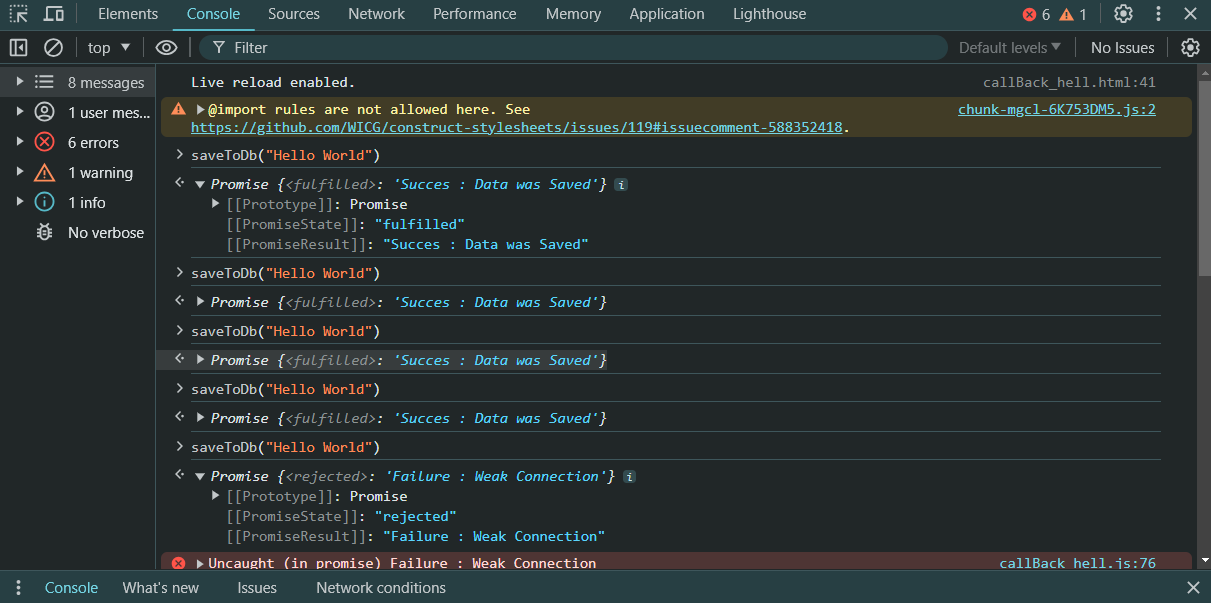 Elements Console Sources Network Performance Memory Application Lighthouse 6 1
top Filter Default levels No Issues
8 messages
1 user mes...
6 errors
1 warning
1 info
No verbose
Live reload enabled. callBack_hell.html:41
@import rules are not allowed here. See chunk-mgcl-6K753DM5.js:2
https://github.com/WICG/construct-stylesheets/issues/119#issuecomment-588352418.
> saveToDb("Hello World")
Promise {<fulfilled>: 'Succes : Data was Saved'} i
[[Prototype]]: Promise
[[PromiseState]]: "fulfilled"
[[PromiseResult]]: "Succes : Data was Saved"
> saveToDb("Hello World")
Promise {<fulfilled>: 'Succes : Data was Saved'}
> saveToDb("Hello World")
Promise {<fulfilled>: 'Succes : Data was Saved'}
> saveToDb("Hello World")
Promise {<fulfilled>: 'Succes : Data was Saved'}
> saveToDb("Hello World")
Promise {<rejected>: 'Failure : Weak Connection'} i
[[Prototype]]: Promise
[[PromiseState]]: "rejected"
[[PromiseResult]]: "Failure : Weak Connection"
Uncaught (in promise) Failure : Weak Connection callBack_hell.js:76
Console What's new Issues Network conditions